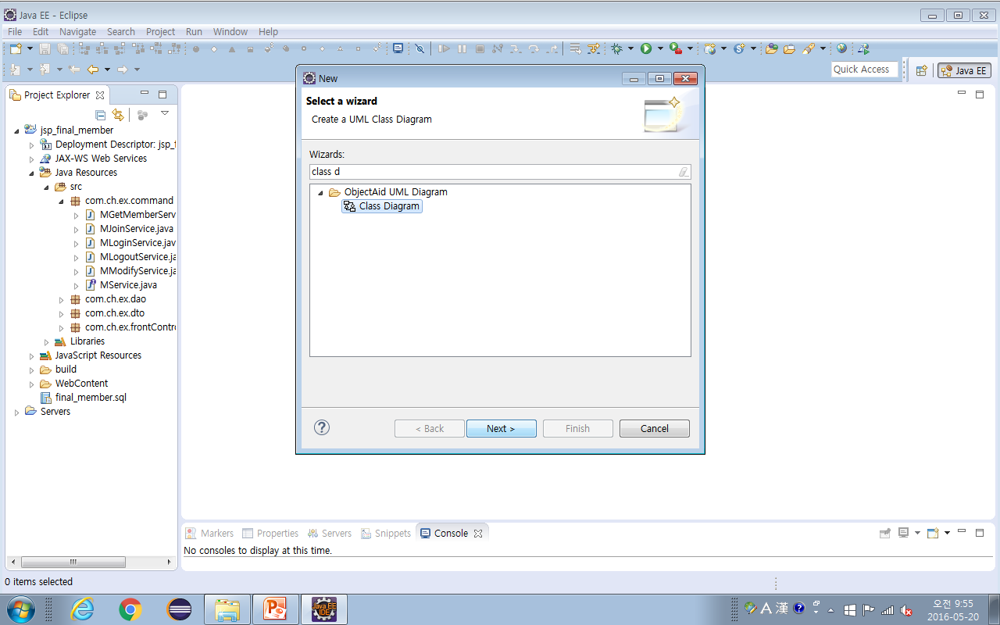 Java EE - Eclipse
File Edit Navigate Search Project Run Window Help
Quick Access
Java EE
Project Explorer
jsp_final_member
3.1 Deployment Descriptor: jsp_f
JAX-WS Web Services
Java Resources
src
com.ch.ex.command
MGetMemberServ
MJoinService.java
MLoginService.jav
MLogoutService.ja
MModifyService.ja
MService.java
com.ch.ex.dao
com.ch.ex.dto
com.ch.ex.frontContro
Libraries
JavaScript Resources
build
WebContent
final_member.sql
Servers
New
Select a wizard
Create a UML Class Diagram
Wizards:
class d
ObjectAid UML Diagram
Class Diagram
< Back Next > Finish Cancel
Markers Properties Servers Snippets Console
No consoles to display at this time.
0 items selected
Java EE
IDE
A 漢
오전 9:55
2016-05-20